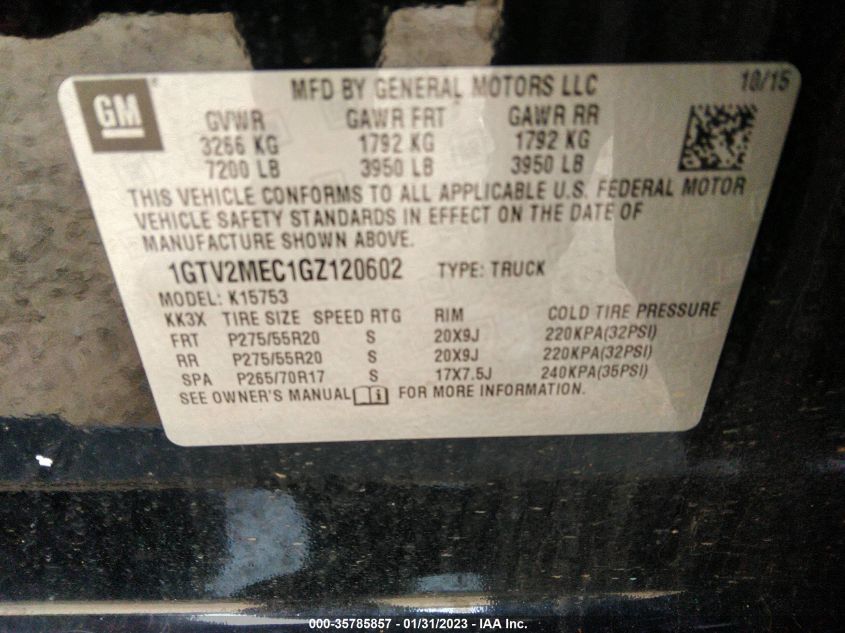 GM
MFD BY GENERAL MOTORS LLC 10/15
GVWR GAWR FRT GAWR RR
3266 KG 1792 KG 1792 KG
7200 LB 3950 LB 3950 LB
THIS VEHICLE CONFORMS TO ALL APPLICABLE U.S. FEDERAL MOTOR
VEHICLE SAFETY STANDARDS IN EFFECT ON THE DATE OF
MANUFACTURE SHOWN ABOVE.
1GTV2MEC1GZ120602 TYPE: TRUCK
MODEL: K15753
KK3X TIRE SIZE SPEED RTG RIM COLD TIRE PRESSURE
FRT P275/55R20 S 20X9J 220KPA(32PSI)
RR P275/55R20 S 20X9J 220KPA(32PSI)
SPA P265/70R17 S 17X7.5J 240KPA(35PSI)
SEE OWNER'S MANUAL FOR MORE INFORMATION.
000-35785857 - 01/31/2023 - © IAA Inc.